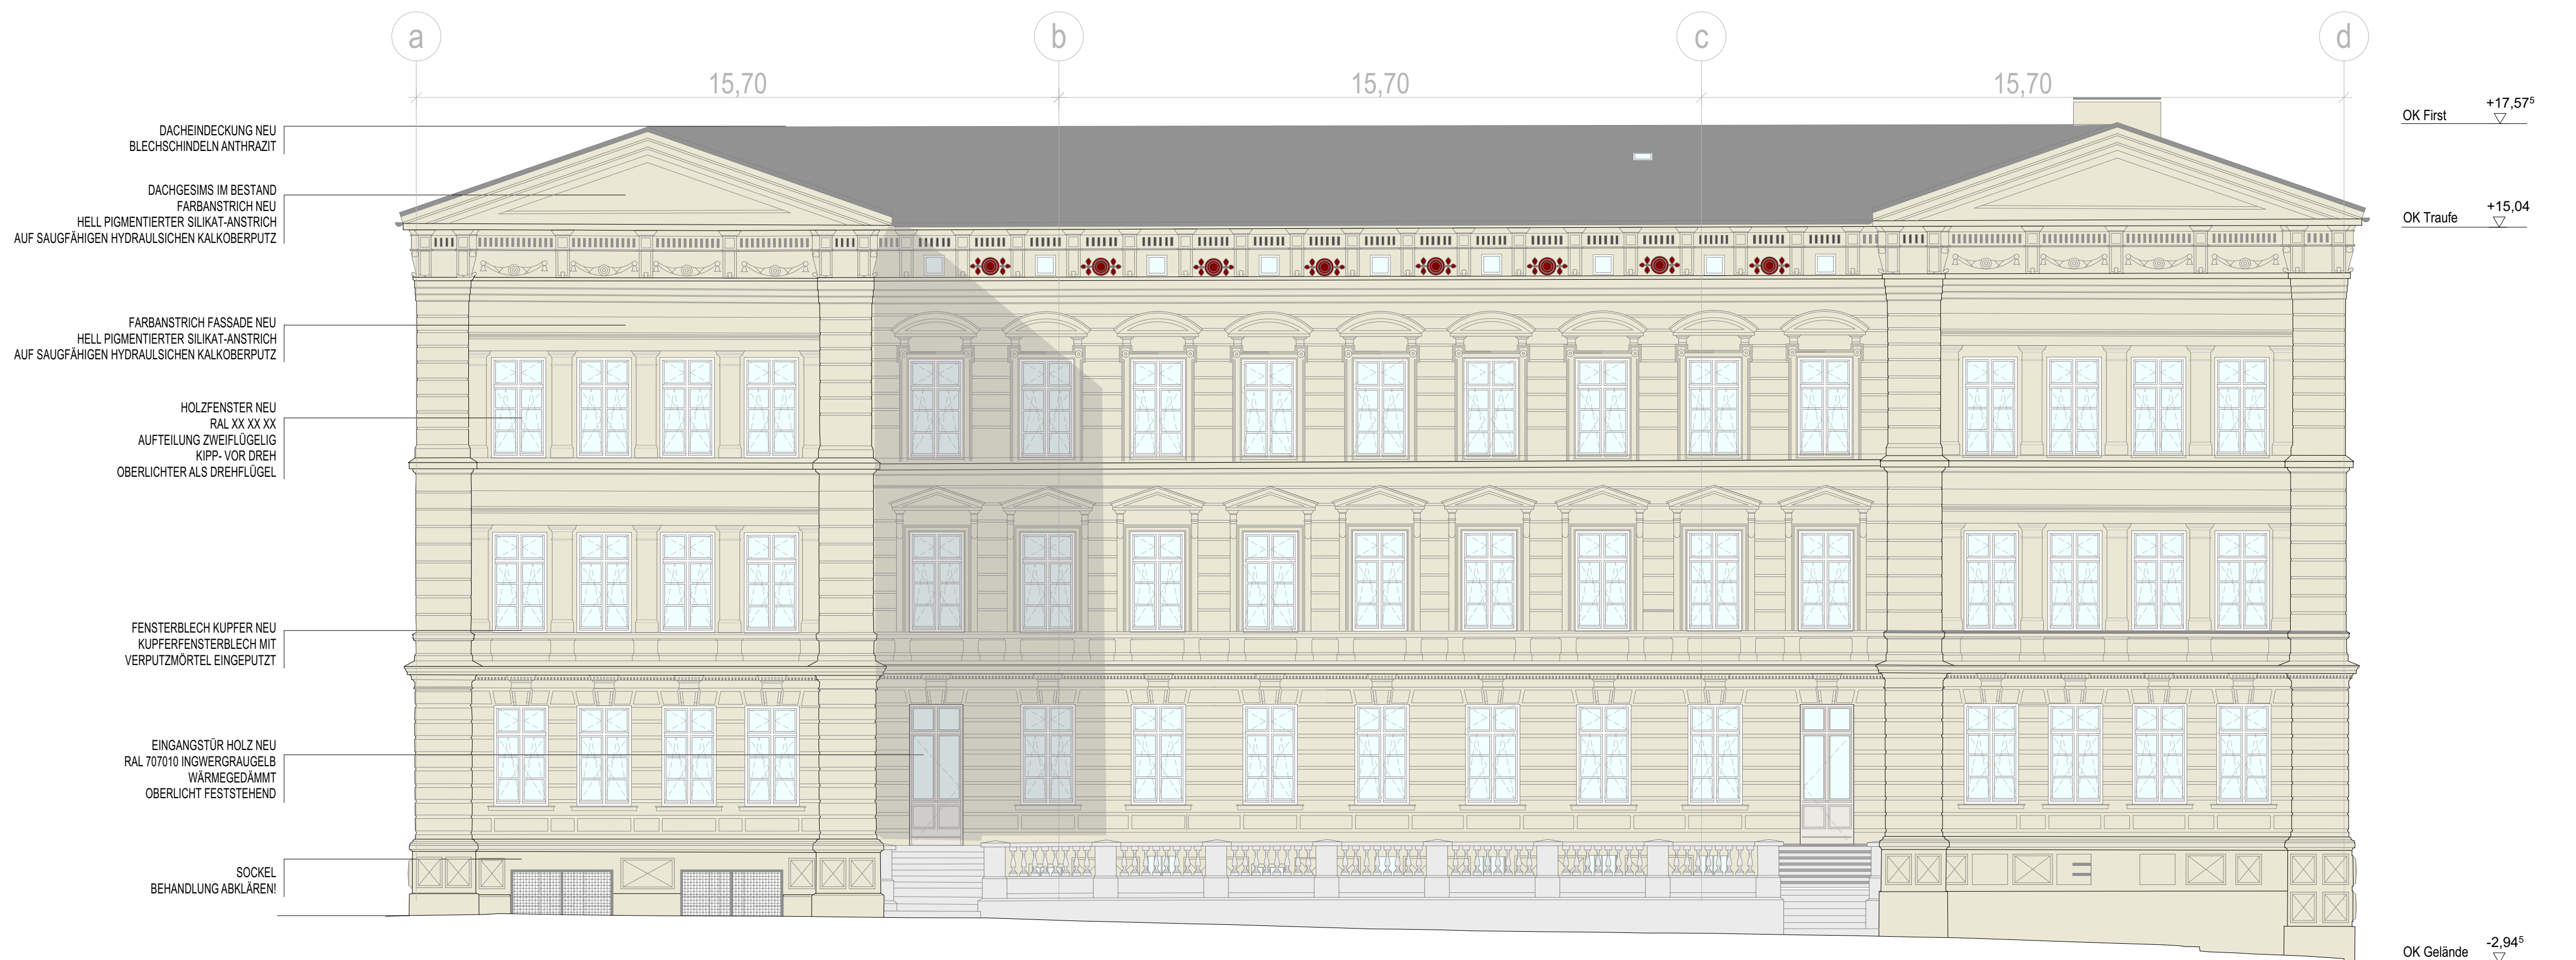 a
b
c
d
15,70
15,70
15,70
DACHEINDECKUNG NEU
BLECHSCHINDELN ANTHRAZIT
DACHGESIMS IM BESTAND
FARBANSTRICH NEU
HELL PIGMENTIERTER SILIKAT-ANSTRICH
AUF SAUGFÄHIGEN HYDRAULSICHEN KALKOBERPUTZ
FARBANSTRICH FASSADE NEU
HELL PIGMENTIERTER SILIKAT-ANSTRICH
AUF SAUGFÄHIGEN HYDRAULSICHEN KALKOBERPUTZ
HOLZFENSTER NEU
RAL XX XX XX
AUFTEILUNG ZWEIFLÜGELIG
KIPP- VOR DREH
OBERLICHTER ALS DREHFLÜGEL
FENSTERBLECH KUPFER NEU
KUPFERFENSTERBLECH MIT
VERPUTZMÖRTEL EINGEPUTZT
EINGANGSTÜR HOLZ NEU
RAL 707010 INGWERGRAUGELB
WÄRMEGEDÄMMT
OBERLICHT FESTSTEHEND
SOCKEL
BEHANDLUNG ABKLÄREN!
OK First +17,57⁵
OK Traufe +15,04
OK Gelände -2,94⁵